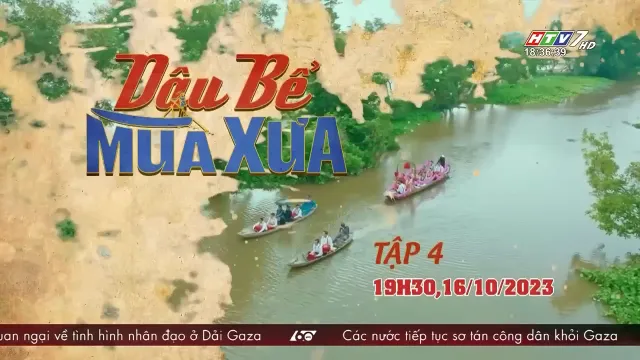 HTV7 HD
18:36:39
Dâu Bể
MÙA XƯA
TẬP 4
19H30,16/10/2023
uan ngại về tình hình nhân đạo ở Dải Gaza
60 Các nước tiếp tục sơ tán công dân khỏi Gaza